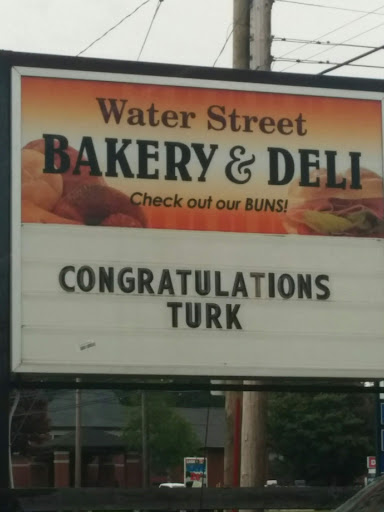 Water Street
BAKERY & DELI
Check out our BUNS!
CONGRATULATIONS
TURK